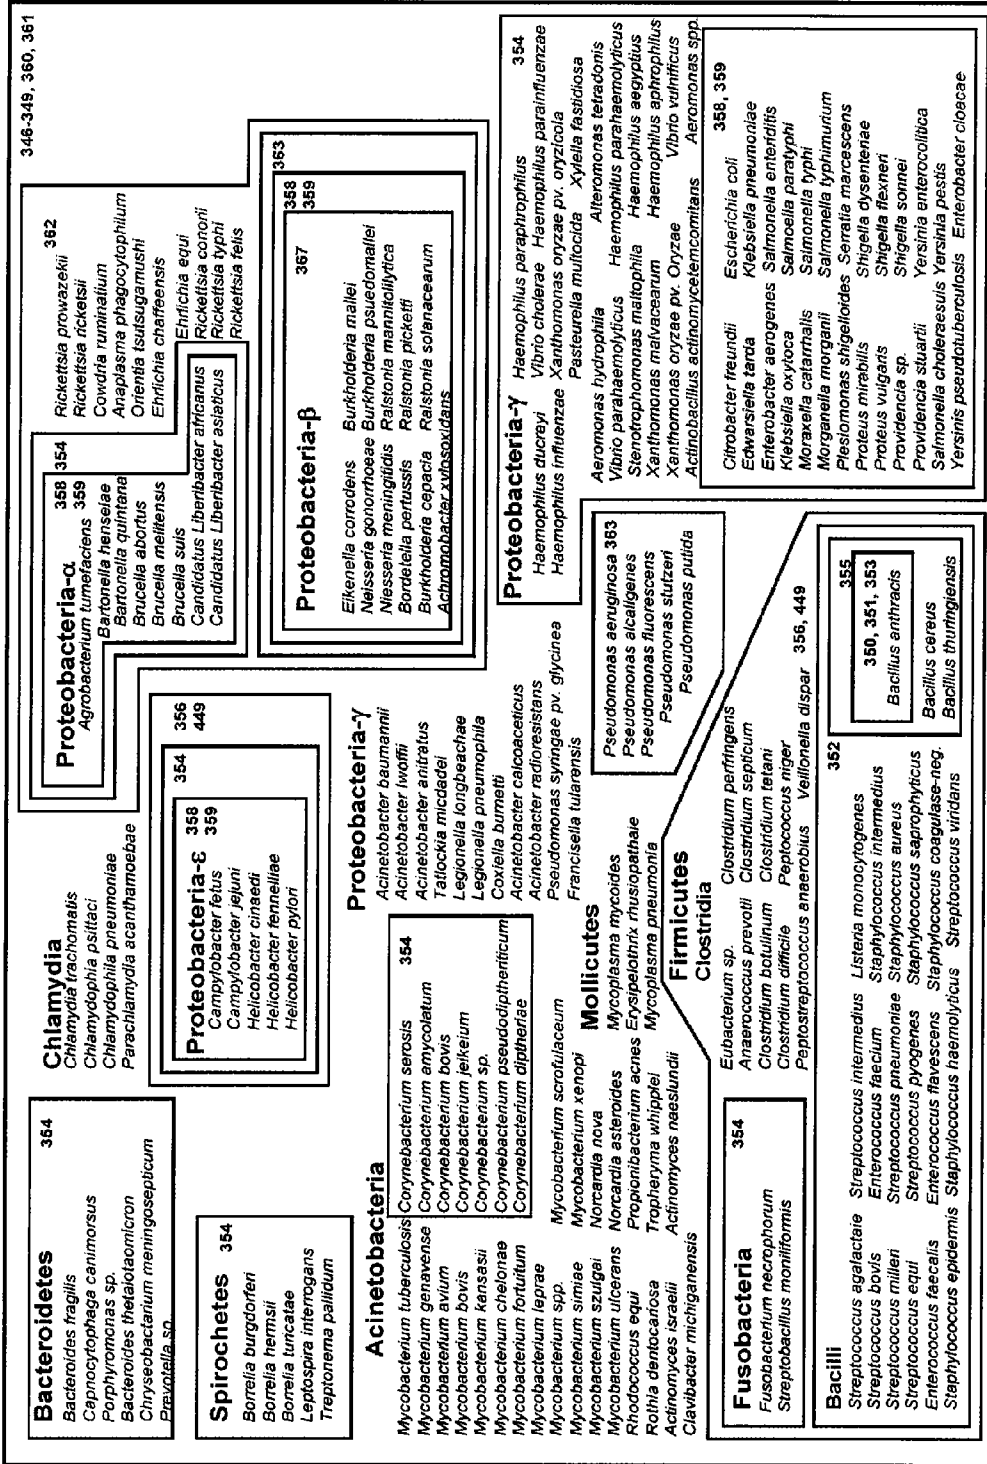 346-349, 360, 361
Bacteroidetes
354
Bacteroides fragilis
Capnocytophaga canimorsus
Porphyromonas sp.
Bacteroides thetaiotaomicron
Chryseobactarium meningosepticum
Prevotella sp.
Chlamydia
Chlamydia trachomatis
Chlamydophia psittaci
Chlamydophila pneumoniae
Parachlamydia acanthamoebae
Proteobacteria-α
358 354
359
Agrobacterium tumefaciens
Bartonella henselae
Bartonella quintana
Brucella abortus
Brucella melitensis
Brucella suis
Candidatus Liberibacter africanus
Candidatus Liberibacter asiaticus
Rickettsia prowazekii 362
Rickettsia ricketsii
Cowdria ruminatium
Anaplasma phagocytophilum
Orientia tsutsugamushi
Ehrlichia chaffeensis
Ehrlichia equi
Rickettsia conorii
Rickettsia typhi
Rickettsia felis
Spirochetes
354
Borrelia burgdorferi
Borrelia hermsii
Borrelia turicatae
Leptospira interrogans
Treptonema pallidum
Proteobacteria-ε
358 354 356
359 449
Campylobacter fetus
Campylobacter jejuni
Helicobacter cinaedi
Helicobacter fennelliae
Helicobacter pylori
Proteobacteria-β
367 358 363
359
Eikenella corrodens Burkholderia mallei
Neisseria gonorrhoeae Burkholderia psuedomallei
Niesseria meningitidis Ralstonia mannitolilytica
Bordetella pertussis Ralstonia picketti
Burkholderie cepacia Ralstonia solanacearum
Achromobacter xylosoxidans
Acinetobacteria
Mycobacterium tuberculosis Corynebacterium serosis 354
Mycobacterium genavense Corynebacterium amycolatum
Mycobacterium avium Corynebacterium bovis
Mycobacterium bovis Corynebacterium jeikeium
Mycobacterium kansasii Corynebacterium sp.
Mycobacterium chelonae Corynebacterium pseudodiptheriticum
Mycobacterium fortuitum Corynebacterium diptheriae
Mycobacterium leprae
Mycobacterium spp. Mycobacterium scrofulaceum
Mycobacterium simiae Mycobacterium xenopi
Mycobacterium szulgai Norcardia nova
Mycobacterium ulcerans Norcardia asteroides
Rhodococcus equi Propionibacterium acnes
Rothia dentocariosa Tropheryma whipplei
Actinomyces israelii Actinomyces naeslundii
Clavibacter michiganensis
Proteobacteria-γ
Acinetobacter baumannii
Acinetobacter lwoffii
Acinetobacter anitratus
Tatlockia micdadei
Legionella longbeachae
Legionella pneumophila
Coxiella burnetti
Acinetobacter calcoaceticus
Acinetobacter radioresistans
Pseudomonas syringae pv. glycinea
Francisella tularensis
Proteobacteria-γ 354
Haemophilus paraphrophilus
Haemophilus ducreyi Vibrio cholerae Haemophilus parainfluenzae
Haemophilus influenzae Xanthomonas oryzae pv. oryzicola
Pasteurella multocida Xyiella fastidiosa
Aeromonas hydrophila Alteromonas tetradonis
Vibrio parahaemolyticus Haemophilus parahaemolyticus
Stenotrophomonas maltophila Haemophilus aegyptius
Xanthomonas malvacearum Haemophilus aphrophilus
Xanthomonas oryzae pv. Oryzae Vibrio vulnificus
Actinobacillus actinomycetemcomitans Aeromonas spp.
358, 359
Citrobacter freundii Escherichia coli
Edwarsiella tarda Klebsiella pneumoniae
Enterobacter aerogenes Salmonella enteriditis
Klebsiella oxytoca Salmoella paratyphi
Moraxella catarrhalis Salmonella typhi
Morganella morganii Salmonella typhimurium
Plesiomonas shigelloides Serratia marcescens
Proteus mirabilis Shigella dysenteriae
Proteus vulgaris Shigella flexneri
Providencia sp. Shigella sonnei
Providencia stuartii Yersinia enterocolitica
Salmonella choleraesuis Yersinia pestis
Yersinis pseudotuberculosis Enterobacter cloecae
Pseudomonas aeruginosa 363
Pseudomonas alcaligenes
Pseudomonas fluorescens
Pseudomonas stutzeri
Pseudomonas putida
Mollicutes
Mycoplasma mycoides
Erysipelothrix rhusiopathaie
Mycoplasma pneumonia
Firmicutes
Clostridia
Eubacterium sp. Clostridium perfringens
Anaerococcus prevotii Clostridium septicum
Clostridium botulinum Clostridium tetani
Clostridium difficile Peptococcus niger
Peptostreptococcus anaerobius Veillonella dispar 356, 449
Fusobacteria
354
Fusobacterium necrophorum
Streptobacillus moniliformis
Bacilli
352
Streptococcus agalactaie Streptococcus intermedius Listeria monocytogenes
Streptococcus bovis Enterococcus faecium Staphylococcus intermedius
Streptococcus milleri Streptococcus pneumoniae Staphylococcus aureus
Streptococcus equi Streptococcus pyogenes Staphylococcus saprophyticus
Enterococcus faecalis Enterococcus flavescens Staphylococcus coagulase-neg.
Staphylococcus epidermis Staphylococcus haemolyticus Streptococcus viridans
355
350, 351, 353
Bacillus anthracis
Bacillus cereus
Bacillus thuringiensis